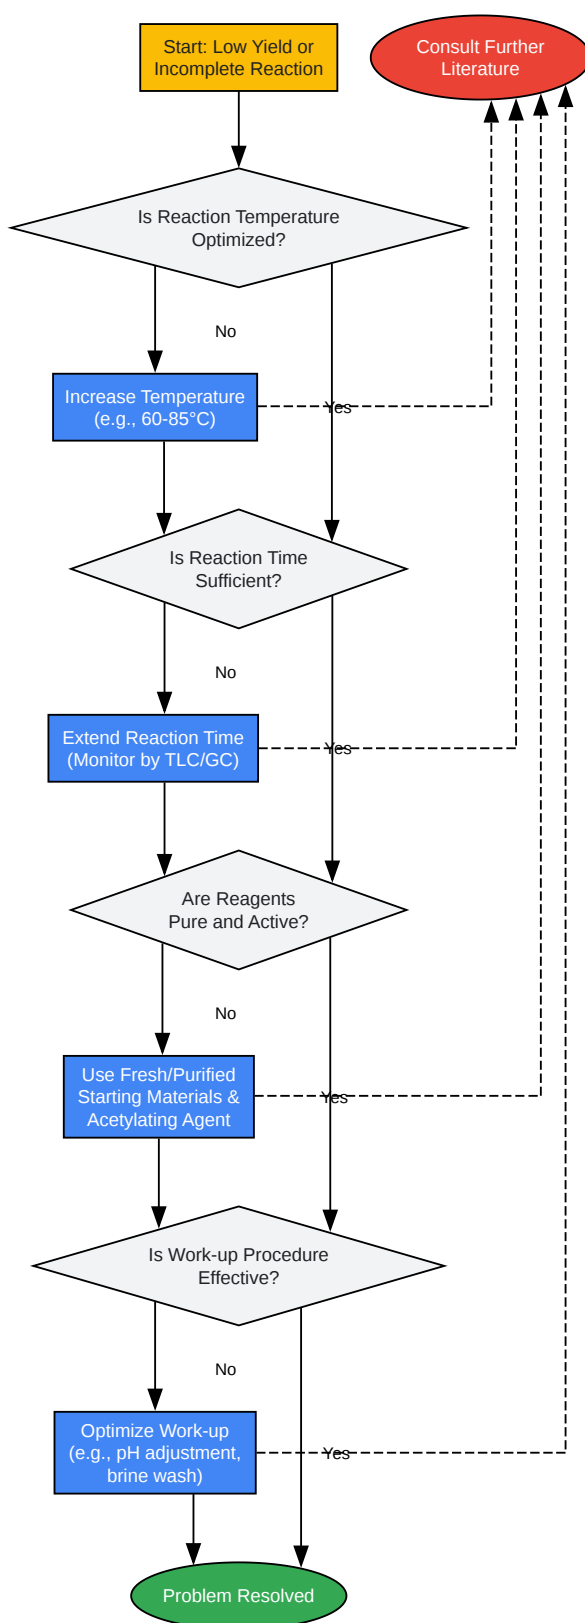 Start: Low Yield or
Incomplete Reaction
Consult Further
Literature
Is Reaction Temperature
Optimized?
No
Increase Temperature
(e.g., 60-85°C)
Yes
Is Reaction Time
Sufficient?
No
Extend Reaction Time
(Monitor by TLC/GC)
Yes
Are Reagents
Pure and Active?
No
Use Fresh/Purified
Starting Materials &
Acetylating Agent
Yes
Is Work-up Procedure
Effective?
No
Optimize Work-up
(e.g., pH adjustment,
brine wash)
Yes
Problem Resolved